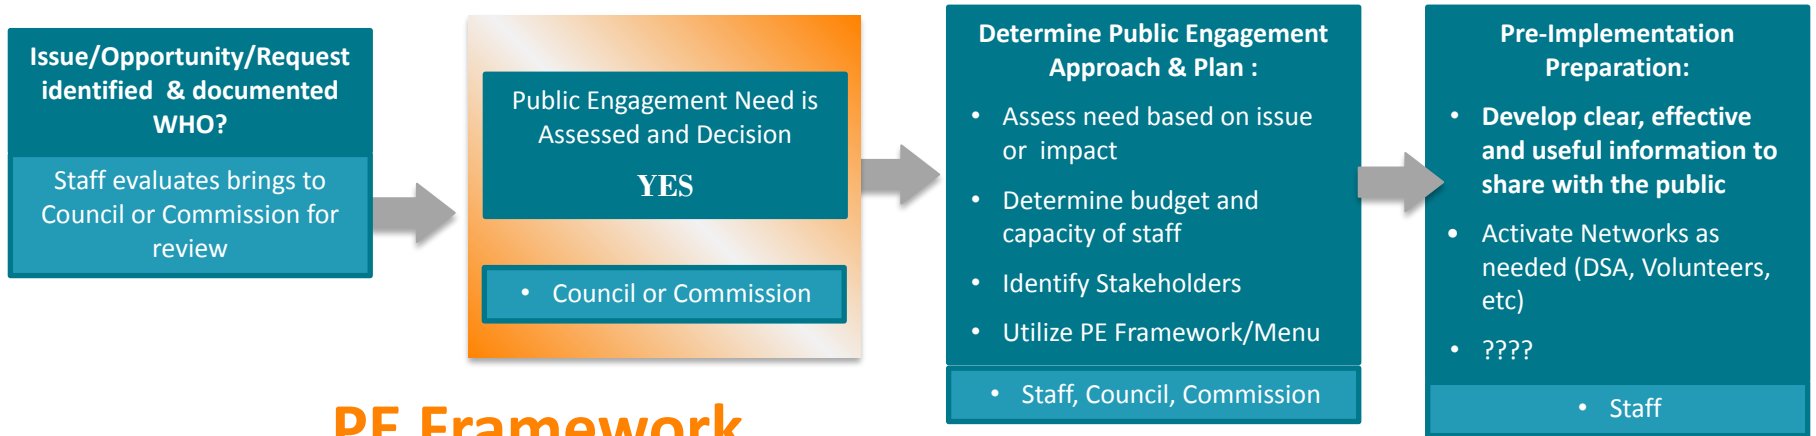 Issue/Opportunity/Request
identified & documented
WHO?
Staff evaluates brings to
Council or Commission for
review
Public Engagement Need is
Assessed and Decision
YES
• Council or Commission
Determine Public Engagement
Approach & Plan :
• Assess need based on issue
or impact
• Determine budget and
capacity of staff
• Identify Stakeholders
• Utilize PE Framework/Menu
• Staff, Council, Commission
Pre-Implementation
Preparation:
• Develop clear, effective
and useful information to
share with the public
• Activate Networks as
needed (DSA, Volunteers,
etc)
• ????
• Staff
PE Framework